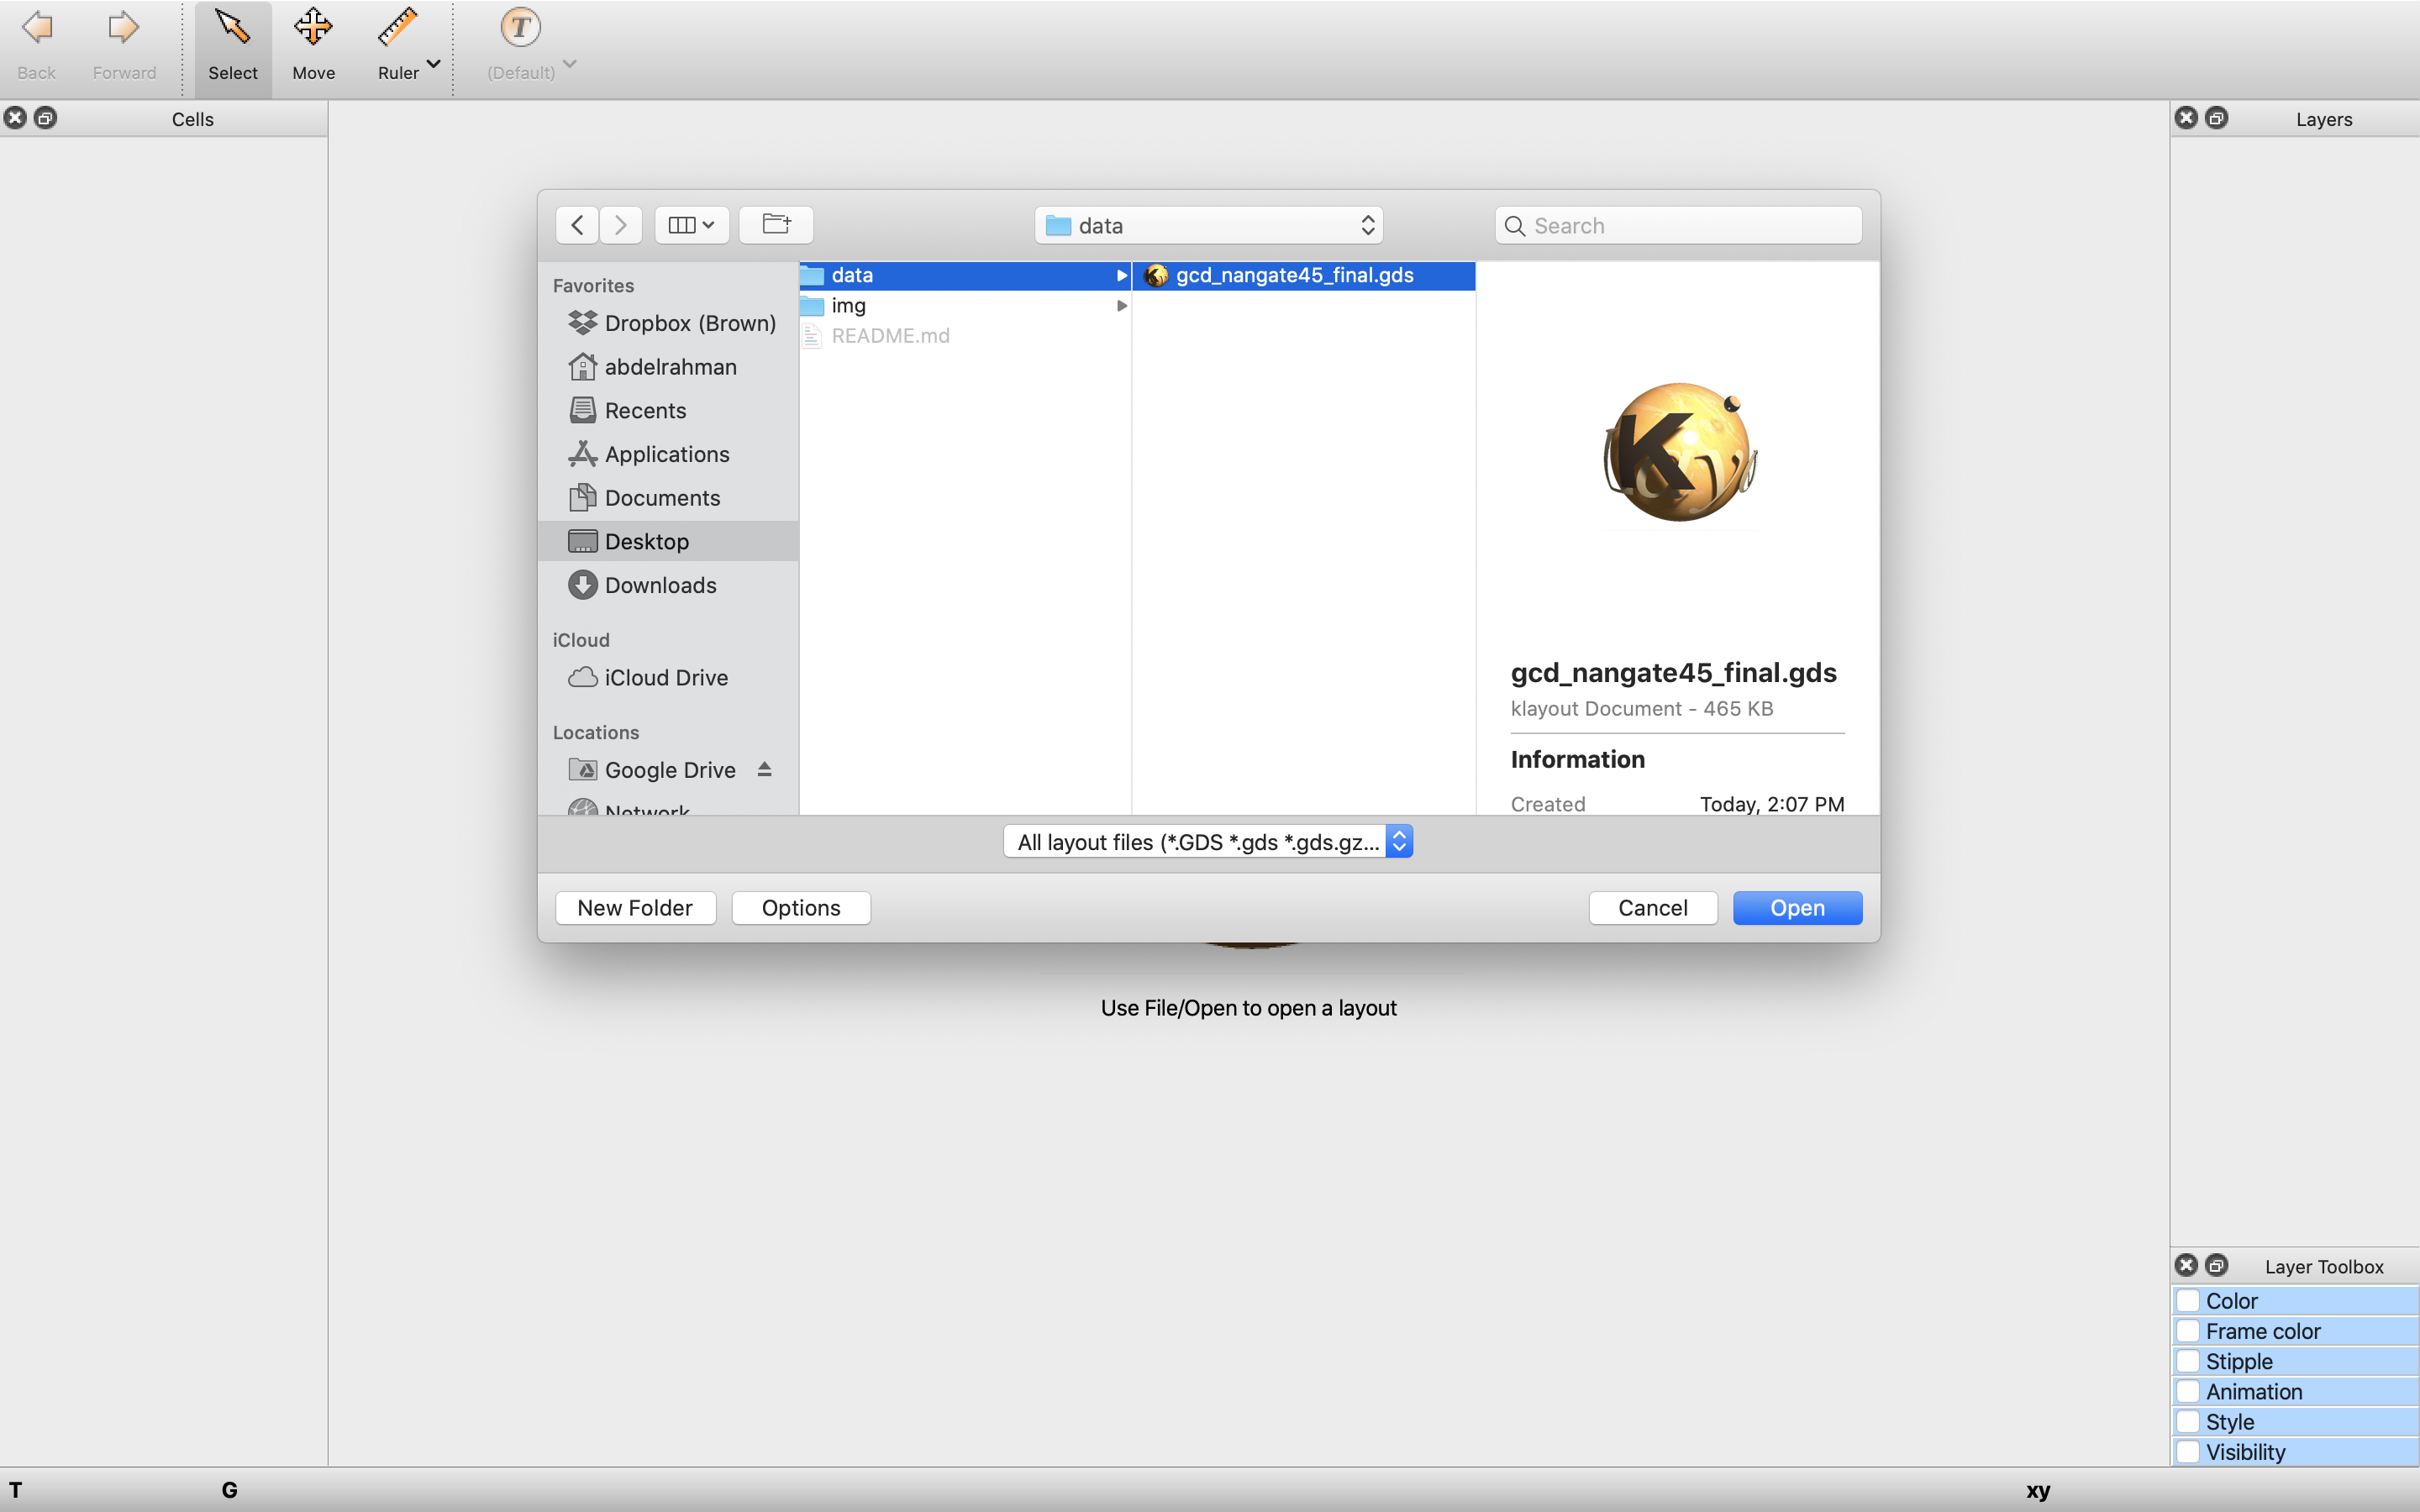 Back
Forward
Select
Move
Ruler
T
(Default)
Cells
Layers
data
Search
Favorites
Dropbox (Brown)
abdelrahman
Recents
Applications
Documents
Desktop
Downloads
iCloud
iCloud Drive
Locations
Google Drive
Network
data
img
README.md
gcd_nangate45_final.gds
K
gcd_nangate45_final.gds
klayout Document - 465 KB
Information
Created Today, 2:07 PM
All layout files (*.GDS *.gds *.gds.gz...
New Folder
Options
Cancel
Open
Use File/Open to open a layout
Layer Toolbox
Color
Frame color
Stipple
Animation
Style
Visibility
T
G
xy